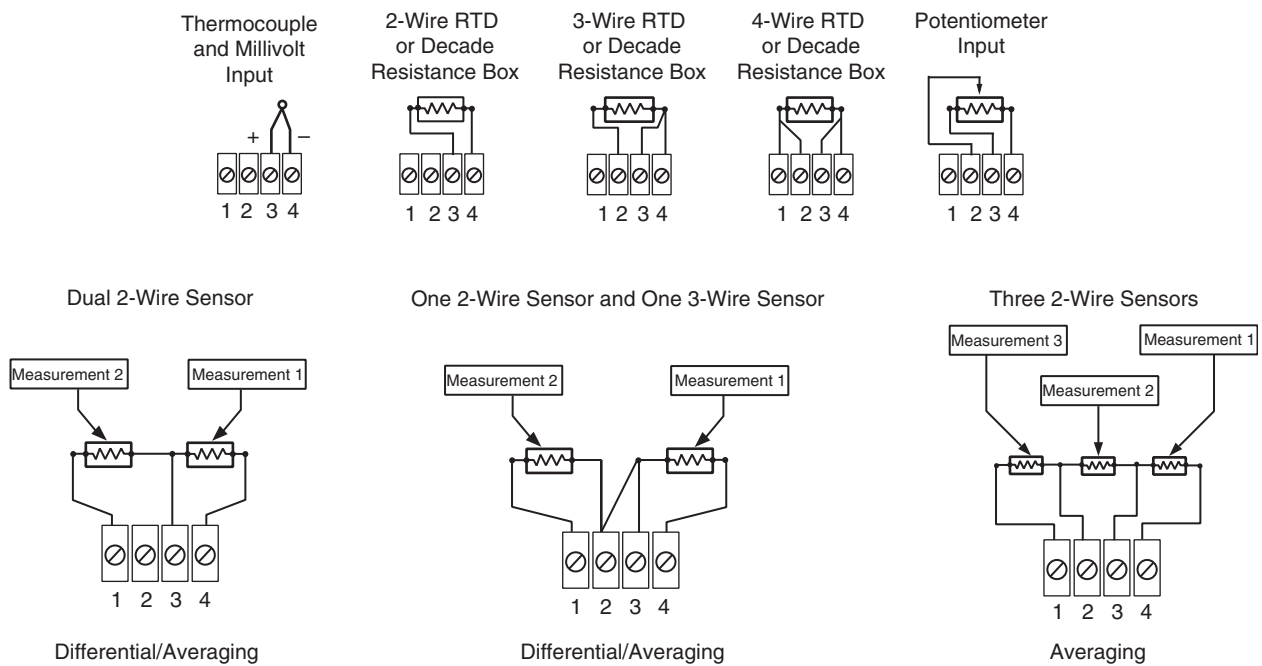 Thermocouple
and Millivolt
Input
+ –
1 2 3 4
2-Wire RTD
or Decade
Resistance Box
1 2 3 4
3-Wire RTD
or Decade
Resistance Box
1 2 3 4
4-Wire RTD
or Decade
Resistance Box
1 2 3 4
Potentiometer
Input
1 2 3 4
Dual 2-Wire Sensor
Measurement 2
Measurement 1
1 2 3 4
Differential/Averaging
One 2-Wire Sensor and One 3-Wire Sensor
Measurement 2
Measurement 1
1 2 3 4
Differential/Averaging
Three 2-Wire Sensors
Measurement 3
Measurement 1
Measurement 2
1 2 3 4
Averaging